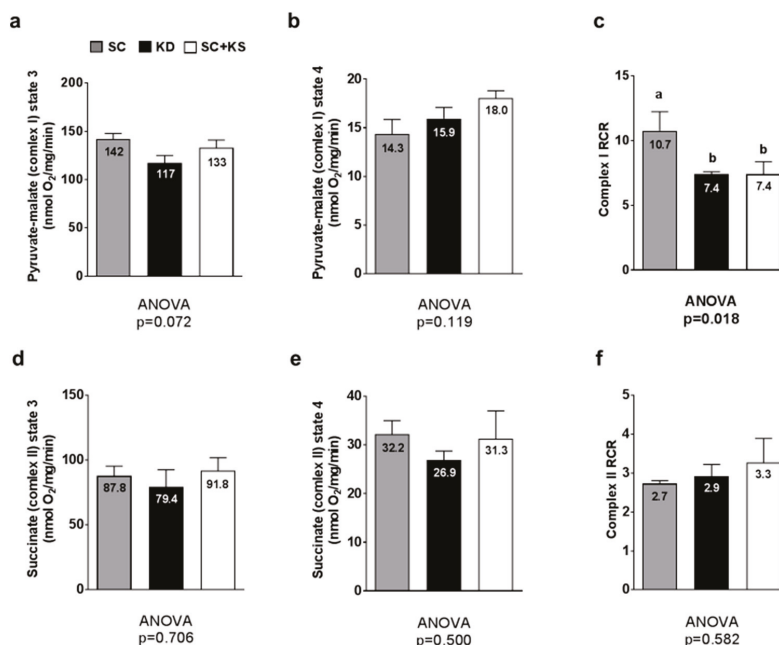 a
b
c
SC KD SC+KS
Pyruvate-malate (comlex I) state 3
(nmol O₂/mg/min)
200
150
100
50
0
142
117
133
ANOVA
p=0.072
Pyruvate-malate (comlex I) state 4
(nmol O₂/mg/min)
20
15
10
5
0
14.3
15.9
18.0
ANOVA
p=0.119
Complex I RCR
15
10
5
0
a
b
b
10.7
7.4
7.4
ANOVA
p=0.018
d
e
f
Succinate (comlex II) state 3
(nmol O₂/mg/min)
150
100
50
0
87.8
79.4
91.8
ANOVA
p=0.706
Succinate (comlex II) state 4
(nmol O₂/mg/min)
40
30
20
10
0
32.2
26.9
31.3
ANOVA
p=0.500
Complex II RCR
5
4
3
2
1
0
2.7
2.9
3.3
ANOVA
p=0.582